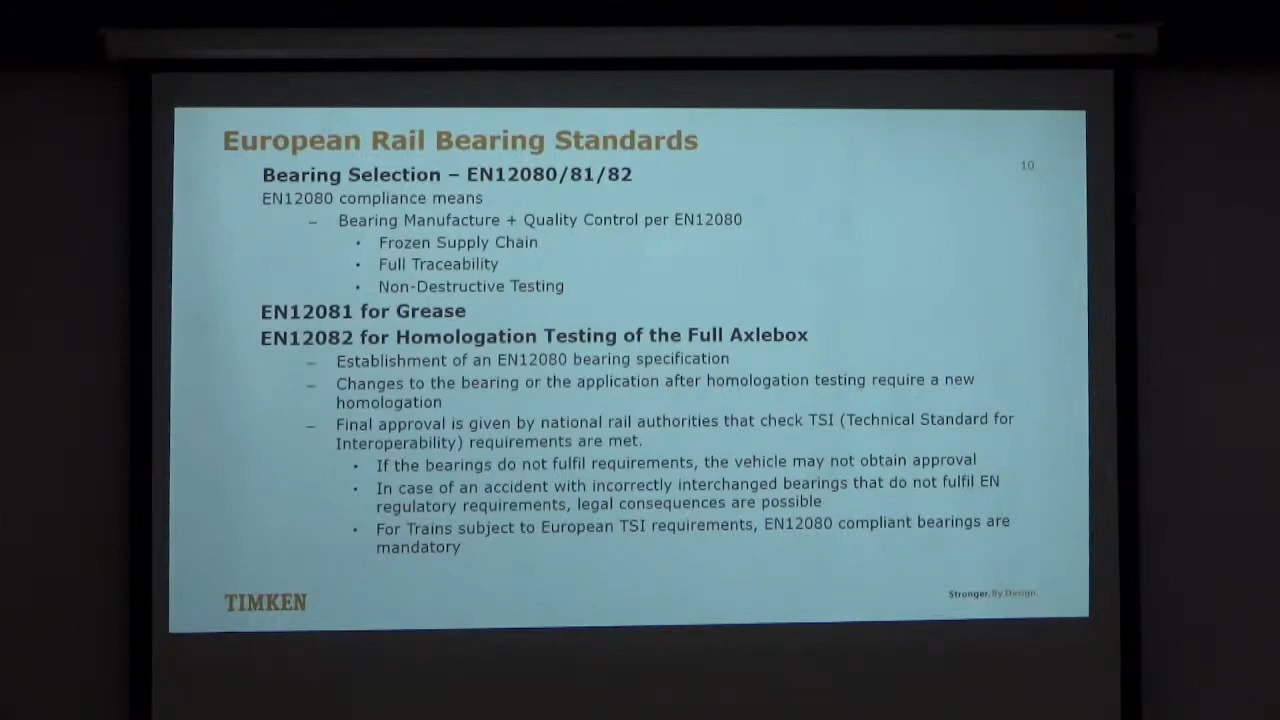 European Rail Bearing Standards
10
Bearing Selection – EN12080/81/82
EN12080 compliance means
– Bearing Manufacture + Quality Control per EN12080
• Frozen Supply Chain
• Full Traceability
• Non-Destructive Testing
EN12081 for Grease
EN12082 for Homologation Testing of the Full Axlebox
– Establishment of an EN12080 bearing specification
– Changes to the bearing or the application after homologation testing require a new
homologation
– Final approval is given by national rail authorities that check TSI (Technical Standard for
Interoperability) requirements are met.
• If the bearings do not fulfil requirements, the vehicle may not obtain approval
• In case of an accident with incorrectly interchanged bearings that do not fulfil EN
regulatory requirements, legal consequences are possible
• For Trains subject to European TSI requirements, EN12080 compliant bearings are
mandatory
TIMKEN
Stronger. By Design.